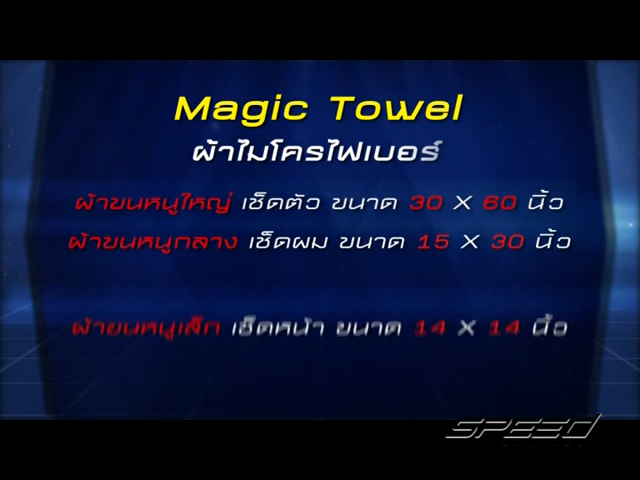 Magic Towel
ผ้าไมโครไฟเบอร์
ผ้าขนหนูใหญ่ เช็ดตัว ขนาด 30 X 60 นิ้ว
ผ้าขนหนูกลาง เช็ดผม ขนาด 15 X 30 นิ้ว
ผ้าขนหนูเล็ก เช็ดหน้า ขนาด 14 X 14 นิ้ว
SPEED